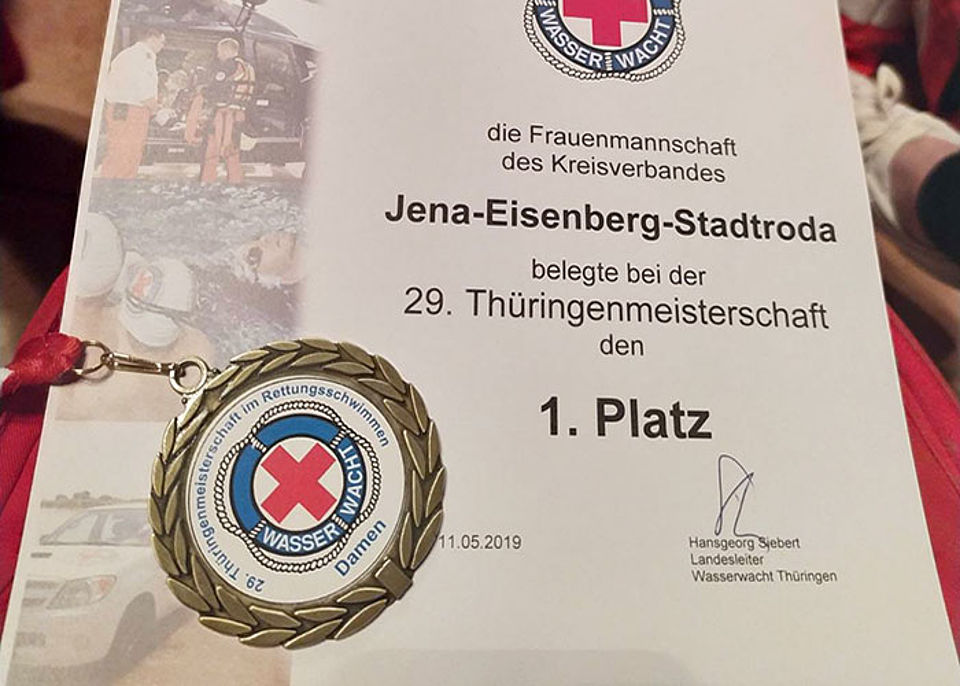 WASSER WACHT
die Frauenmannschaft
des Kreisverbandes
Jena-Eisenberg-Stadtroda
belegte bei der
29. Thüringenmeisterschaft
den
1. Platz
11.05.2019
Hansgeorg Siebert
Landesleiter
Wasserwacht Thüringen
29. Thüringenmeisterschaft im Rettungsschwimmen
WASSER WACHT
Damen